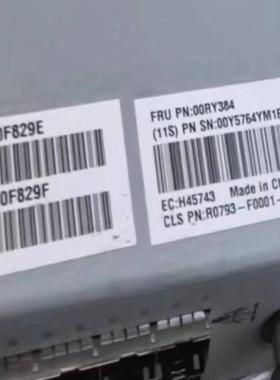 0F829E
0F829F
FRU PN:00RY384
(11S) PN SN:00Y5764YM1
EC:H45743 Made in C
CLS PN:R0793-F0001-